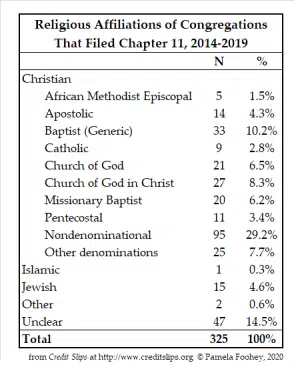 Religious Affiliations of Congregations
That Filed Chapter 11, 2014-2019
N %
Christian
African Methodist Episcopal 5 1.5%
Apostolic 14 4.3%
Baptist (Generic) 33 10.2%
Catholic 9 2.8%
Church of God 21 6.5%
Church of God in Christ 27 8.3%
Missionary Baptist 20 6.2%
Pentecostal 11 3.4%
Nondenominational 95 29.2%
Other denominations 25 7.7%
Islamic 1 0.3%
Jewish 15 4.6%
Other 2 0.6%
Unclear 47 14.5%
Total 325 100%
from Credit Slips at http://www.creditslips.org © Pamela Foohey, 2020